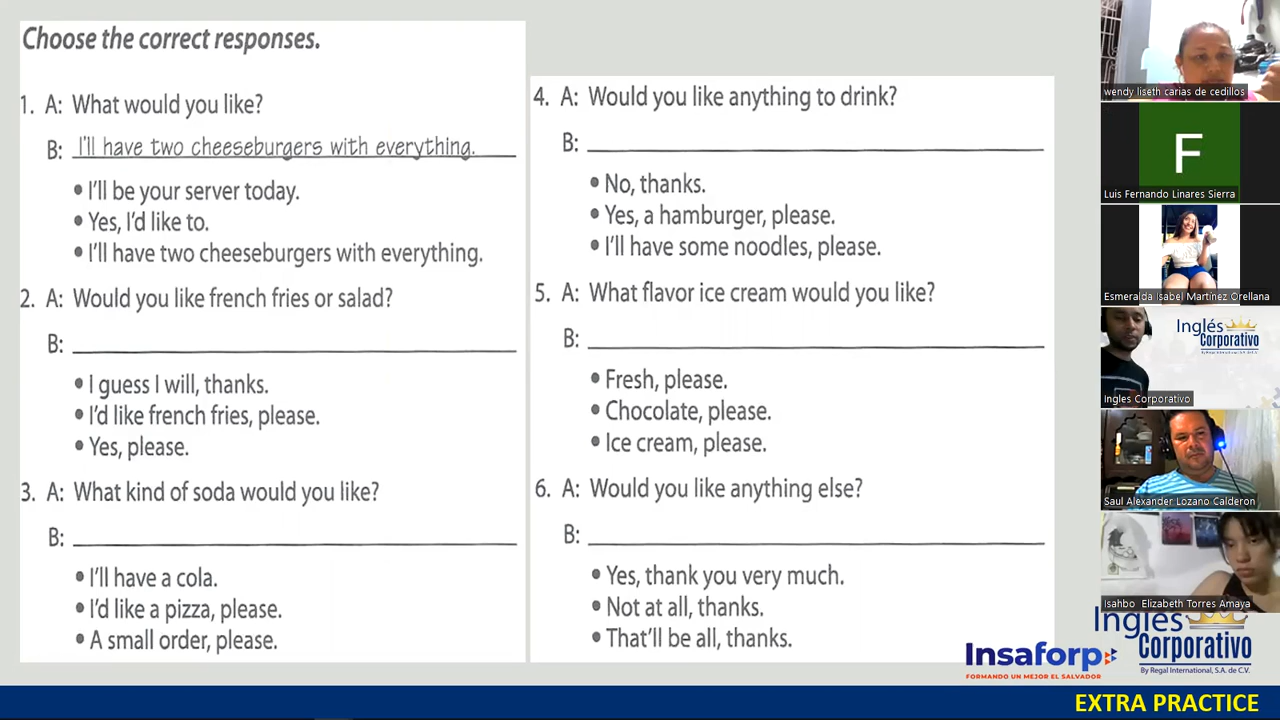 Choose the correct responses.
1. A: What would you like?
B: I'll have two cheeseburgers with everything.
• I'll be your server today.
• Yes, I'd like to.
• I'll have two cheeseburgers with everything.
2. A: Would you like french fries or salad?
B:
• I guess I will, thanks.
• I'd like french fries, please.
• Yes, please.
3. A: What kind of soda would you like?
B:
• I'll have a cola.
• I'd like a pizza, please.
• A small order, please.
4. A: Would you like anything to drink?
B:
• No, thanks.
• Yes, a hamburger, please.
• I'll have some noodles, please.
5. A: What flavor ice cream would you like?
B:
• Fresh, please.
• Chocolate, please.
• Ice cream, please.
6. A: Would you like anything else?
B:
• Yes, thank you very much.
• Not at all, thanks.
• That'll be all, thanks.
wendy liseth carias de cedillos
F
Luis Fernando Linares Sierra
Esmeralda Isabel Martínez Orellana
Inglés
Corporativo
By Regal International, S.A. de C.V.
Ingles Corporativo
Saul Alexander Lozano Calderon
Isahbo Elizabeth Torres Amaya
Inglés
Corporativo
By Regal International, S.A. de C.V.
Insaforp
FORMANDO UN MEJOR EL SALVADOR
EXTRA PRACTICE